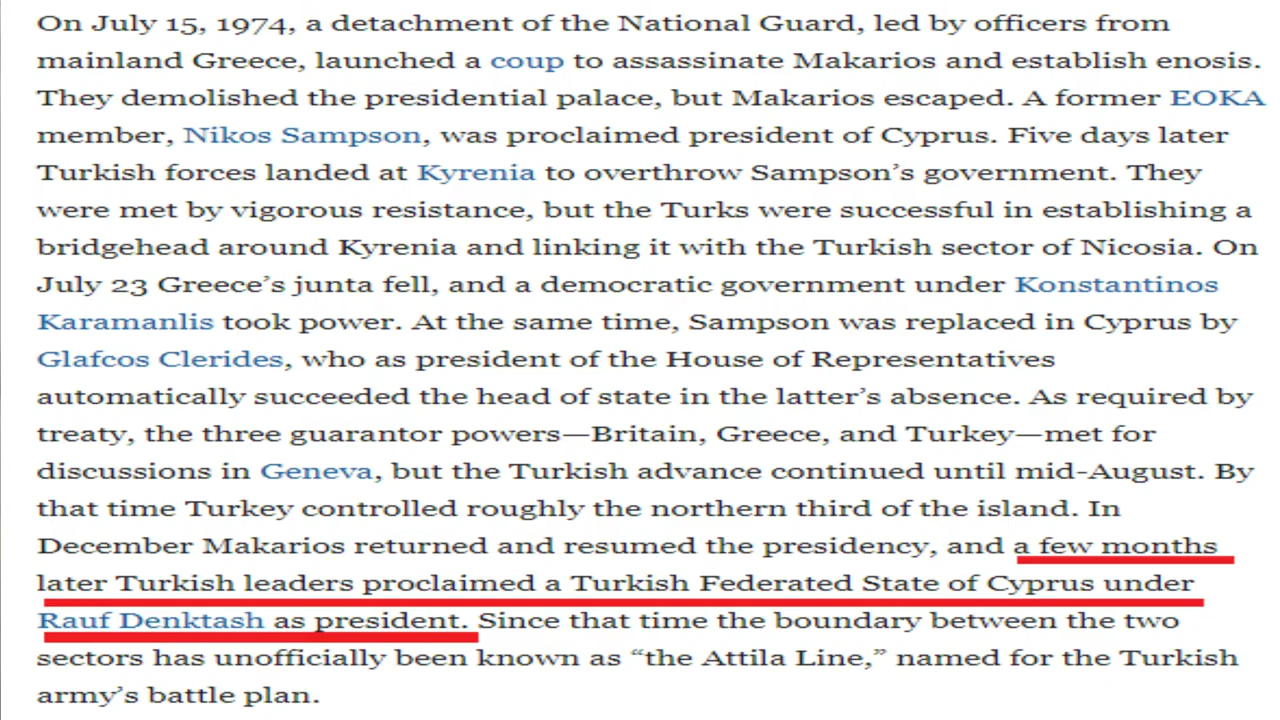 On July 15, 1974, a detachment of the National Guard, led by officers from
mainland Greece, launched a coup to assassinate Makarios and establish enosis.
They demolished the presidential palace, but Makarios escaped. A former EOKA
member, Nikos Sampson, was proclaimed president of Cyprus. Five days later
Turkish forces landed at Kyrenia to overthrow Sampson’s government. They
were met by vigorous resistance, but the Turks were successful in establishing a
bridgehead around Kyrenia and linking it with the Turkish sector of Nicosia. On
July 23 Greece’s junta fell, and a democratic government under Konstantinos
Karamanlis took power. At the same time, Sampson was replaced in Cyprus by
Glafcos Clerides, who as president of the House of Representatives
automatically succeeded the head of state in the latter’s absence. As required by
treaty, the three guarantor powers—Britain, Greece, and Turkey—met for
discussions in Geneva, but the Turkish advance continued until mid-August. By
that time Turkey controlled roughly the northern third of the island. In
December Makarios returned and resumed the presidency, and a few months
later Turkish leaders proclaimed a Turkish Federated State of Cyprus under
Rauf Denktash as president. Since that time the boundary between the two
sectors has unofficially been known as “the Attila Line,” named for the Turkish
army’s battle plan.